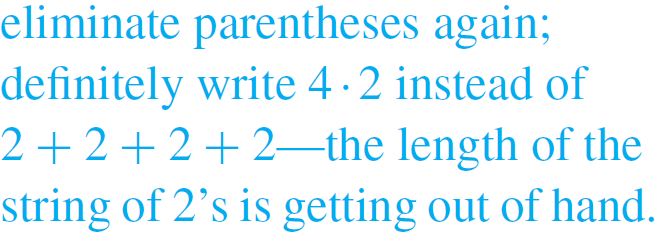 eliminate parentheses again;
definitely write 4 · 2 instead of
2 + 2 + 2 + 2—the length of the
string of 2’s is getting out of hand.